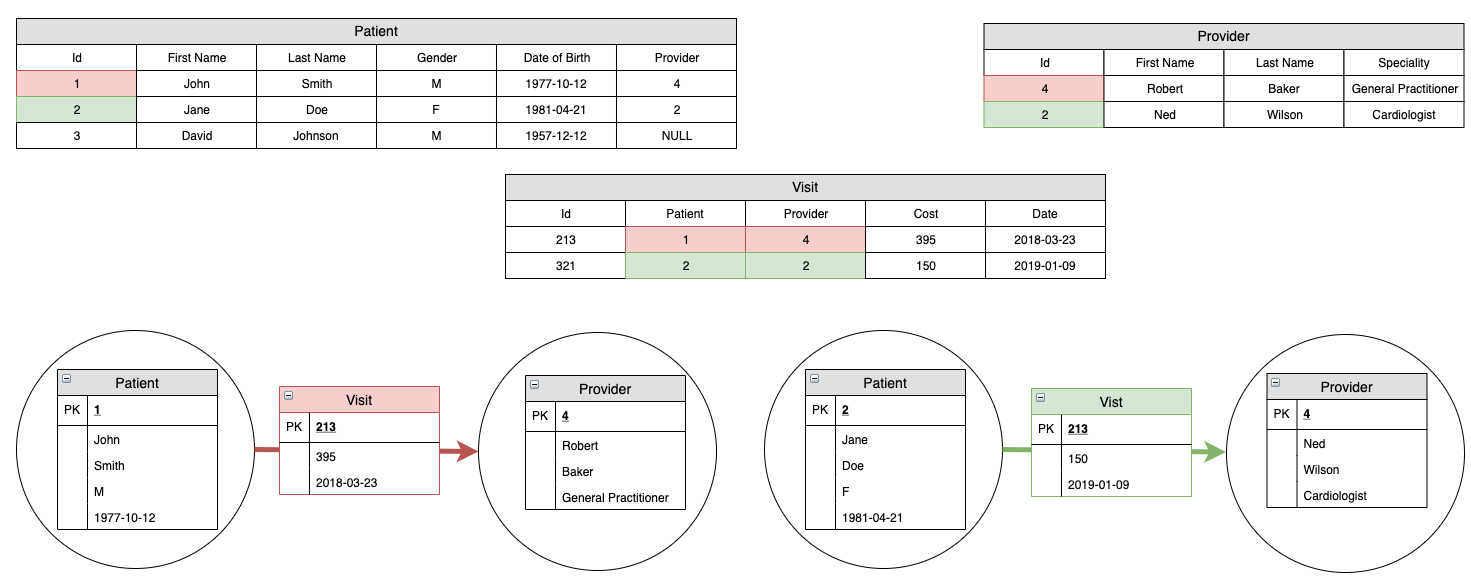 Patient
Id First Name Last Name Gender Date of Birth Provider
1 John Smith M 1977-10-12 4
2 Jane Doe F 1981-04-21 2
3 David Johnson M 1957-12-12 NULL
Provider
Id First Name Last Name Speciality
4 Robert Baker General Practitioner
2 Ned Wilson Cardiologist
Visit
Id Patient Provider Cost Date
213 1 4 395 2018-03-23
321 2 2 150 2019-01-09
Patient
PK 1
John
Smith
M
1977-10-12
Visit
PK 213
395
2018-03-23
Provider
PK 4
Robert
Baker
General Practitioner
Patient
PK 2
Jane
Doe
F
1981-04-21
Vist
PK 213
150
2019-01-09
Provider
PK 4
Ned
Wilson
Cardiologist